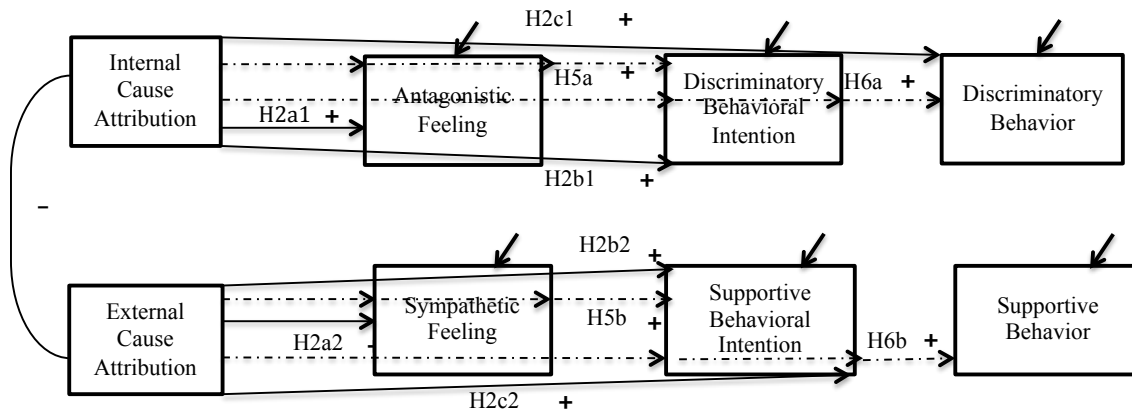 H2c1 +
Internal
Cause
Attribution
H5a +
Antagonistic
Feeling
Discriminatory
Behavioral
Intention
H6a +
Discriminatory
Behavior
H2a1 +
H2b1 +
-
H2b2 +
External
Cause
Attribution
Sympathetic
Feeling
H5b +
Supportive
Behavioral
Intention
H6b +
Supportive
Behavior
H2a2 -
H2c2 +